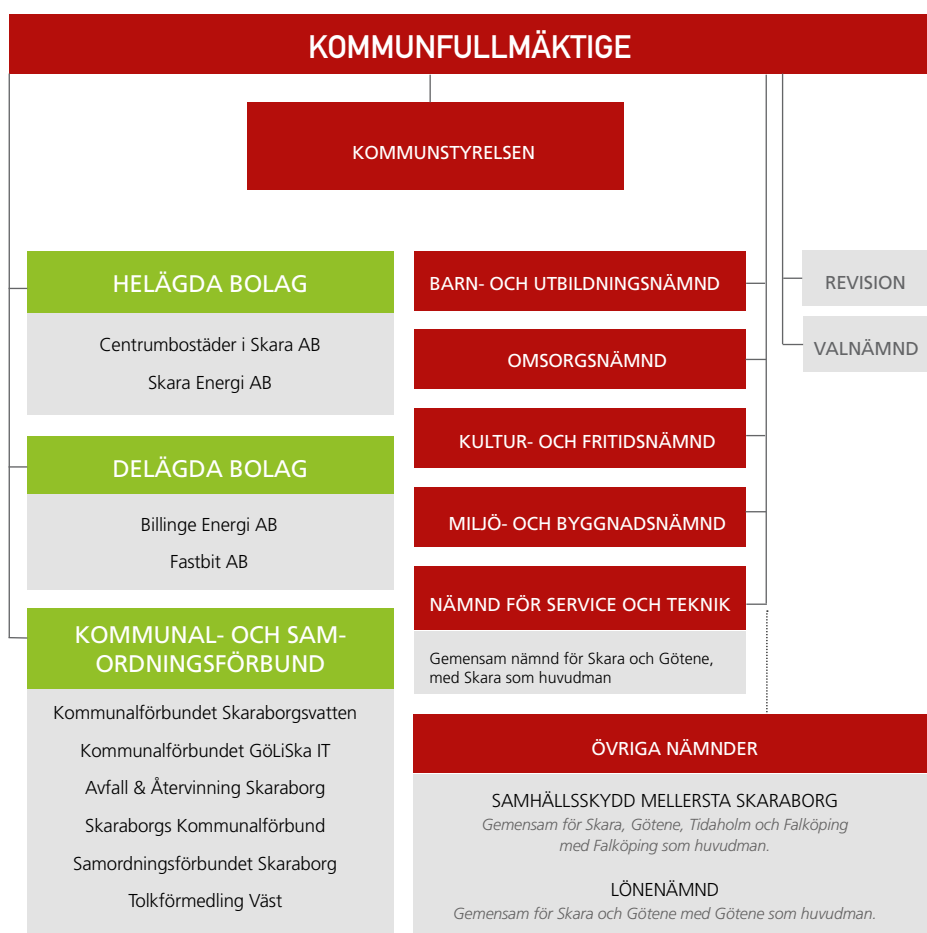 KOMMUNFULLMÄKTIGE
KOMMUNSTYRELSEN
HELÄGDA BOLAG
Centrumbostäder i Skara AB
Skara Energi AB
DELÄGDA BOLAG
Billinge Energi AB
Fastbit AB
KOMMUNAL- OCH SAM-
ORDNINGSFÖRBUND
Kommunalförbundet Skaraborgsvatten
Kommunalförbundet GöLiSka IT
Avfall & Återvinning Skaraborg
Skaraborgs Kommunalförbund
Samordningsförbundet Skaraborg
Tolkförmedling Väst
BARN- OCH UTBILDNINGSNÄMND
OMSORGSNÄMND
KULTUR- OCH FRITIDSNÄMND
MILJÖ- OCH BYGGNADSNÄMND
NÄMND FÖR SERVICE OCH TEKNIK
Gemensam nämnd för Skara och Götene,
med Skara som huvudman
ÖVRIGA NÄMNDER
SAMHÄLLSSKYDD MELLERSTA SKARABORG
Gemensam för Skara, Götene, Tidaholm och Falköping
med Falköping som huvudman.
LÖNENÄMND
Gemensam för Skara och Götene med Götene som huvudman.
REVISION
VALNÄMND